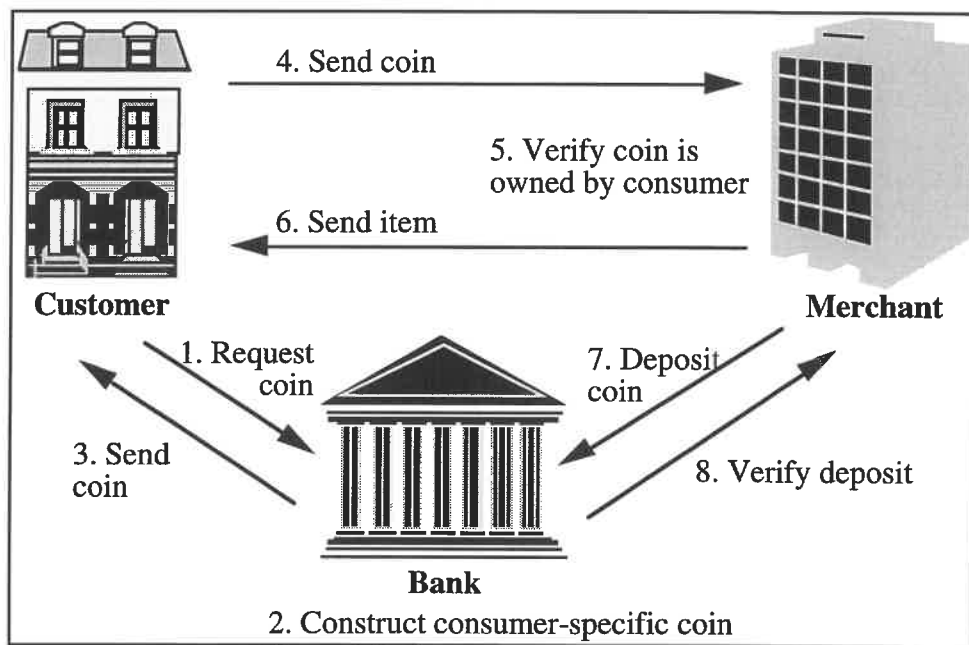 4. Send coin
5. Verify coin is
owned by consumer
6. Send item
Customer
Merchant
1. Request
coin
7. Deposit
coin
3. Send
coin
8. Verify deposit
Bank
2. Construct consumer-specific coin